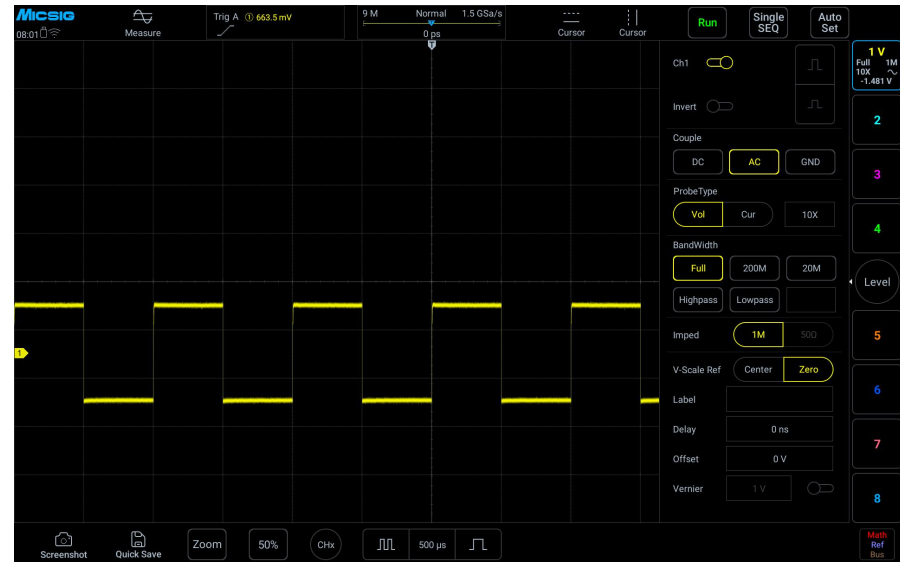 Micsig
08:01
Measure
Trig A ① 663.5 mV
9 M Normal 1.5 GSa/s
0 ps
Cursor
Cursor
Run
Single SEQ
Auto Set
T
1
Ch1
Invert
Couple
DC AC GND
ProbeType
Vol Cur 10X
BandWidth
Full 200M 20M
Highpass Lowpass
Imped 1M 50Ω
V-Scale Ref Center Zero
Label
Delay 0 ns
Offset 0 V
Vernier 1 V
1 V
Full 1M
10X
-1.481 V
2
3
4
Level
5
6
7
8
Screenshot
Quick Save
Zoom
50%
CHx
500 µs
Math
Ref
Bus